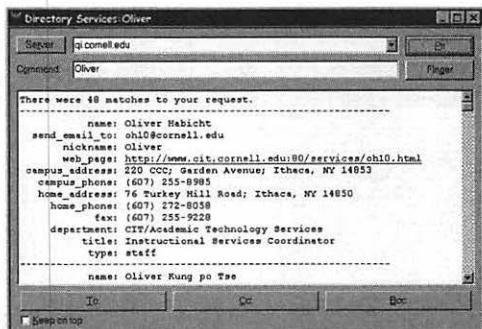 Directory Services:Oliver
Server qi.cornell.edu Ph
Command: Oliver Finger
There were 48 matches to your request.
name: Oliver Habicht
send_email_to: oh10@cornell.edu
nickname: Oliver
web_page: http://www.cit.cornell.edu:80/services/oh10.html
campus_address: 220 CCC; Garden Avenue; Ithaca, NY 14853
campus_phone: (607) 255-8985
home_address: 76 Turkey Hill Road; Ithaca, NY 14850
home_phone: (607) 272-8058
fax: (607) 255-9228
department: CIT/Academic Technology Services
title: Instructional Services Coordinator
type: staff
name: Oliver Kung po Tse
To: Cc: Bcc:
Keep on top